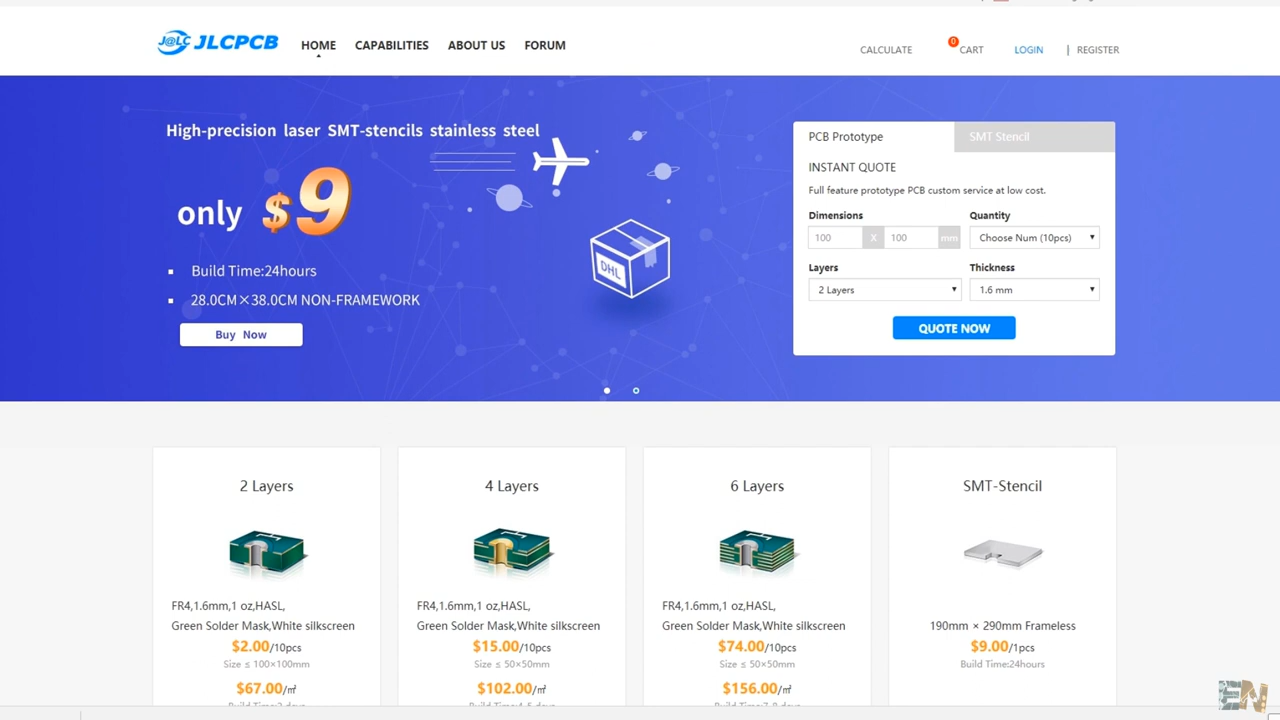 J@LC JLCPCB
HOME
CAPABILITIES
ABOUT US
FORUM
CALCULATE
0
CART
LOGIN
|
REGISTER
High-precision laser SMT-stencils stainless steel
only $9
▪ Build Time:24hours
▪ 28.0CM×38.0CM NON-FRAMEWORK
Buy Now
DHL
PCB Prototype
SMT Stencil
INSTANT QUOTE
Full feature prototype PCB custom service at low cost.
Dimensions
Quantity
100 X 100 mm
Choose Num (10pcs)
Layers
Thickness
2 Layers
1.6 mm
QUOTE NOW
2 Layers
FR4,1.6mm,1 oz,HASL,
Green Solder Mask,White silkscreen
$2.00/10pcs
Size ≤ 100×100mm
$67.00/㎡
4 Layers
FR4,1.6mm,1 oz,HASL,
Green Solder Mask,White silkscreen
$15.00/10pcs
Size ≤ 50×50mm
$102.00/㎡
6 Layers
FR4,1.6mm,1 oz,HASL,
Green Solder Mask,White silkscreen
$74.00/10pcs
Size ≤ 50×50mm
$156.00/㎡
SMT-Stencil
190mm × 290mm Frameless
$9.00/1pcs
Build Time:24hours
EN